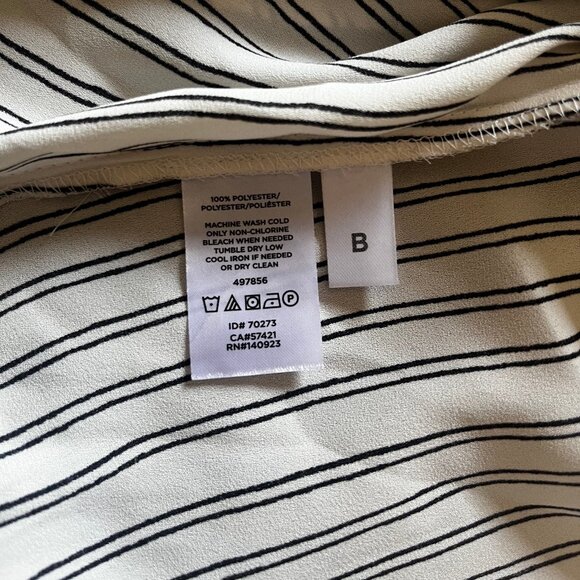 100% POLYESTER/
POLYESTER/POLIÉSTER
MACHINE WASH COLD
ONLY NON-CHLORINE
BLEACH WHEN NEEDED
TUMBLE DRY LOW
COOL IRON IF NEEDED
OR DRY CLEAN
497856
P
ID# 70273
CA#57421
RN#140923
B